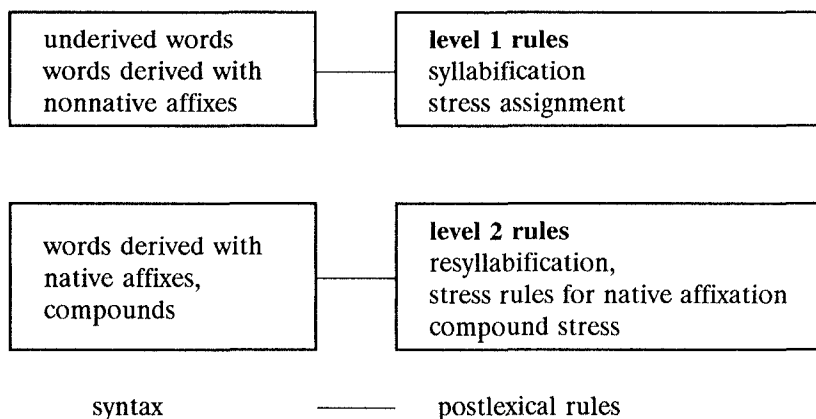 underived words
words derived with
nonnative affixes
level 1 rules
syllabification
stress assignment
words derived with
native affixes,
compounds
level 2 rules
resyllabification,
stress rules for native affixation
compound stress
syntax
postlexical rules